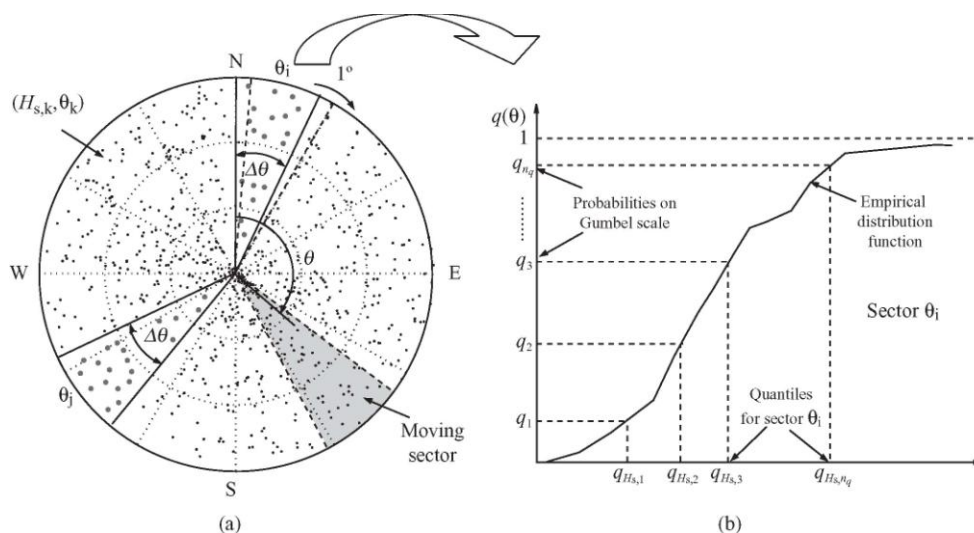 N
θi
1º
(Hs,k,θk)
Δθ
θ
W
E
Δθ
θj
Moving
sector
S
(a)
q(θ)
1
qnq
Probabilities on
Gumbel scale
Empirical
distribution
function
q3
Sector θi
q2
Quantiles
for sector θi
q1
qHs,1
qHs,2
qHs,3
qHs,nq
(b)